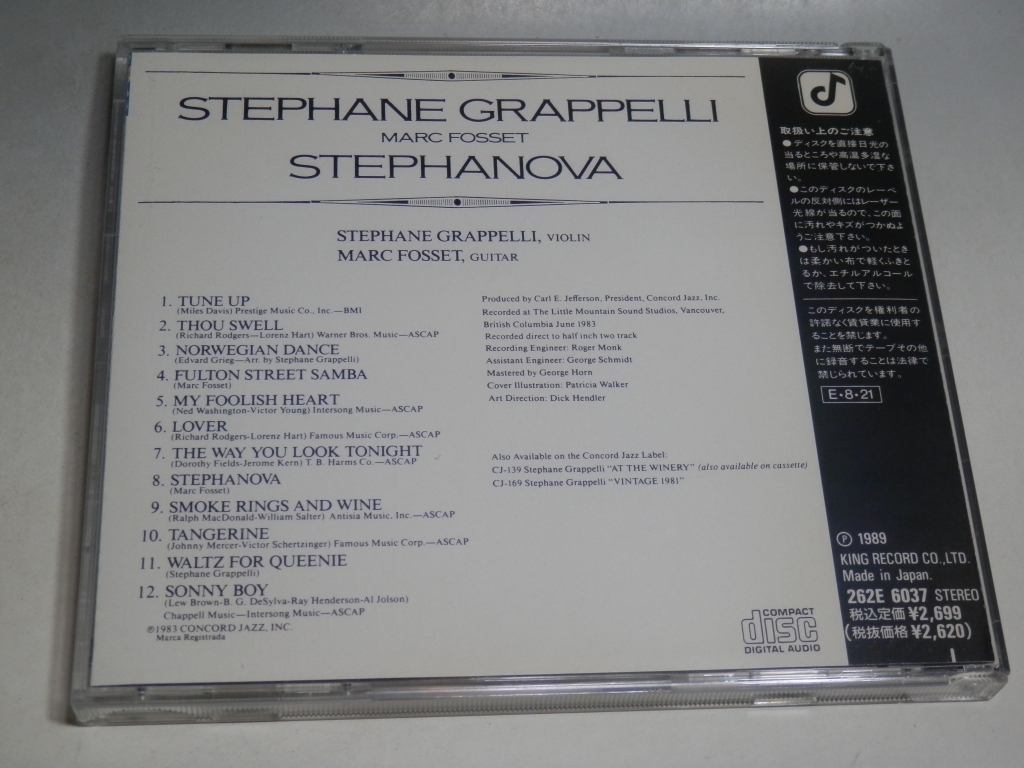 STEPHANE GRAPPELLI
MARC FOSSET
STEPHANOVA
STEPHANE GRAPPELLI, VIOLIN
MARC FOSSET, GUITAR
1. TUNE UP
(Miles Davis) Prestige Music Co., Inc.—BMI
2. THOU SWELL
(Richard Rodgers—Lorenz Hart) Warner Bros. Music—ASCAP
3. NORWEGIAN DANCE
(Edvard Grieg—Arr. by Stephane Grappelli)
4. FULTON STREET SAMBA
(Marc Fosset)
5. MY FOOLISH HEART
(Ned Washington-Victor Young) Intersong Music—ASCAP
6. LOVER
(Richard Rodgers-Lorenz Hart) Famous Music Corp.—ASCAP
7. THE WAY YOU LOOK TONIGHT
(Dorothy Fields-Jerome Kern) T. B. Harms Co.—ASCAP
8. STEPHANOVA
(Marc Fosset)
9. SMOKE RINGS AND WINE
(Ralph MacDonald-William Salter) Antisia Music, Inc.—ASCAP
10. TANGERINE
(Johnny Mercer-Victor Schertzinger) Famous Music Corp.—ASCAP
11. WALTZ FOR QUEENIE
(Stephane Grappelli)
12. SONNY BOY
(Lew Brown-B. G. DeSylva-Ray Henderson-Al Jolson)
Chappell Music—Intersong Music—ASCAP
℗1983 CONCORD JAZZ, INC.
Marca Registrada
Produced by Carl E. Jefferson, President, Concord Jazz, Inc.
Recorded at The Little Mountain Sound Studios, Vancouver,
British Columbia June 1983
Recorded direct to half inch two track
Recording Engineer: Roger Monk
Assistant Engineer: George Schmidt
Mastered by George Horn
Cover Illustration: Patricia Walker
Art Direction: Dick Hendler
Also Available on the Concord Jazz Label:
CJ-139 Stephane Grappelli "AT THE WINERY" (also available on cassette)
CJ-169 Stephane Grappelli "VINTAGE 1981"
COMPACT
disc
DIGITAL AUDIO
取扱い上のご注意
●ディスクを直接日光の
当るところや高温多湿な
場所に保管しないで下さ
い。
●このディスクのレーベ
ルの反対側にはレーザー
光線が当るので、この面
に汚れやキズがつかぬよ
うご注意下さい。
●もし汚れがついたとき
は柔かい布で軽くふきと
るか、エチルアルコール
で除去して下さい。
このディスクを権利者の
許諾なく賃貸業に使用す
ることを禁じます。
また無断でテープその他
に録音することは法律で
禁じられています。
E・8・21
℗ 1989
KING RECORD CO.,LTD.
Made in Japan.
262E 6037 STEREO
税込定価¥2,699
(税抜価格¥2,620)